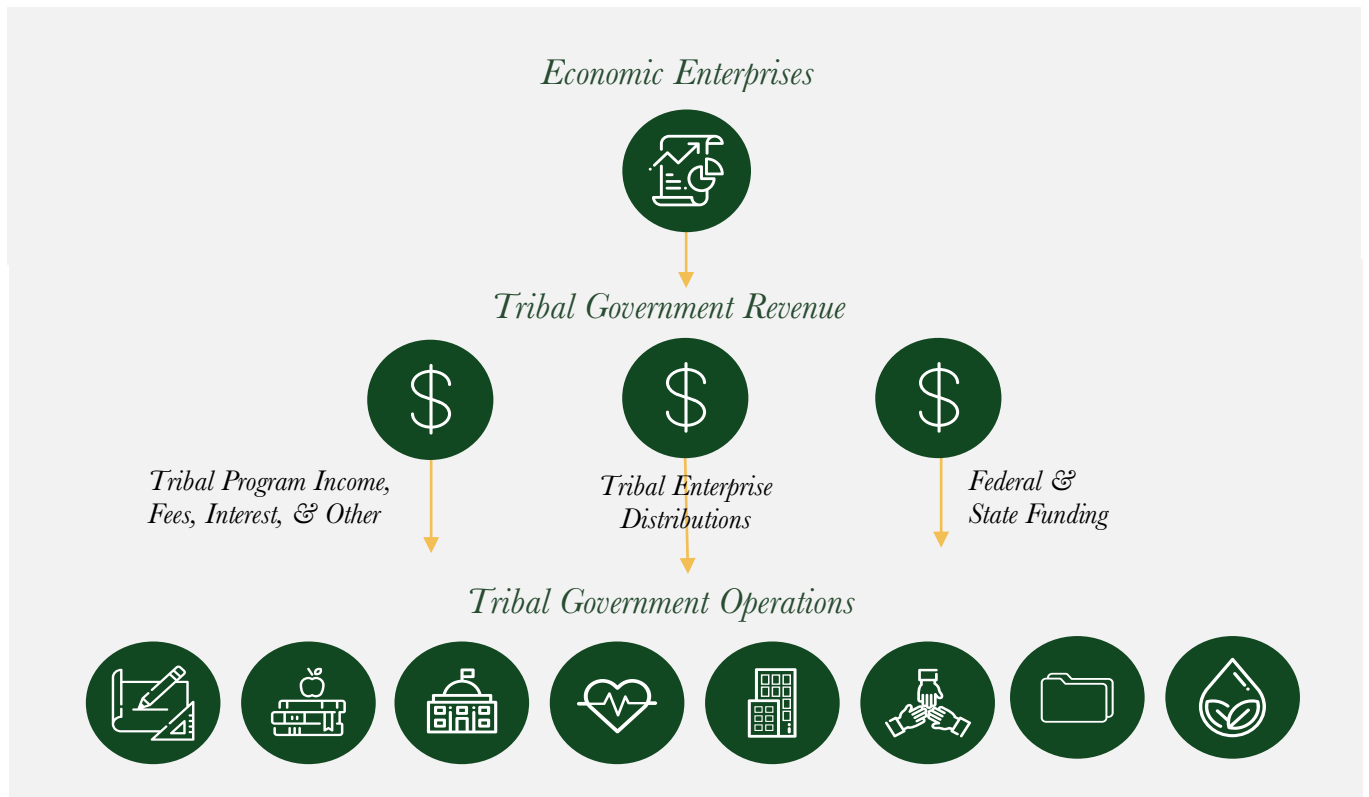 Economic Enterprises
Tribal Government Revenue
$
$
$
Tribal Program Income,
Fees, Interest, & Other
Tribal Enterprise
Distributions
Federal &
State Funding
Tribal Government Operations